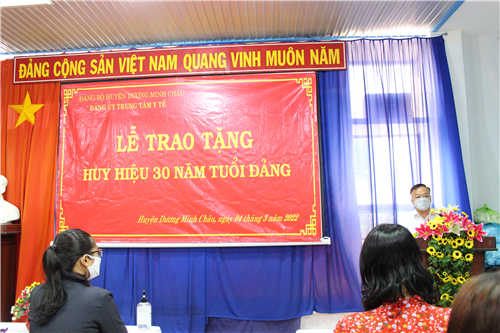 ĐẢNG CỘNG SẢN VIỆT NAM QUANG VINH MUÔN NĂM
ĐẢNG BỘ HUYỆN DƯƠNG MINH CHÂU
ĐẢNG ỦY TRUNG TÂM Y TẾ
LỄ TRAO TẶNG
HUY HIỆU 30 NĂM TUỔI ĐẢNG
Huyện Dương Minh Châu, ngày 04 tháng 3 năm 2022